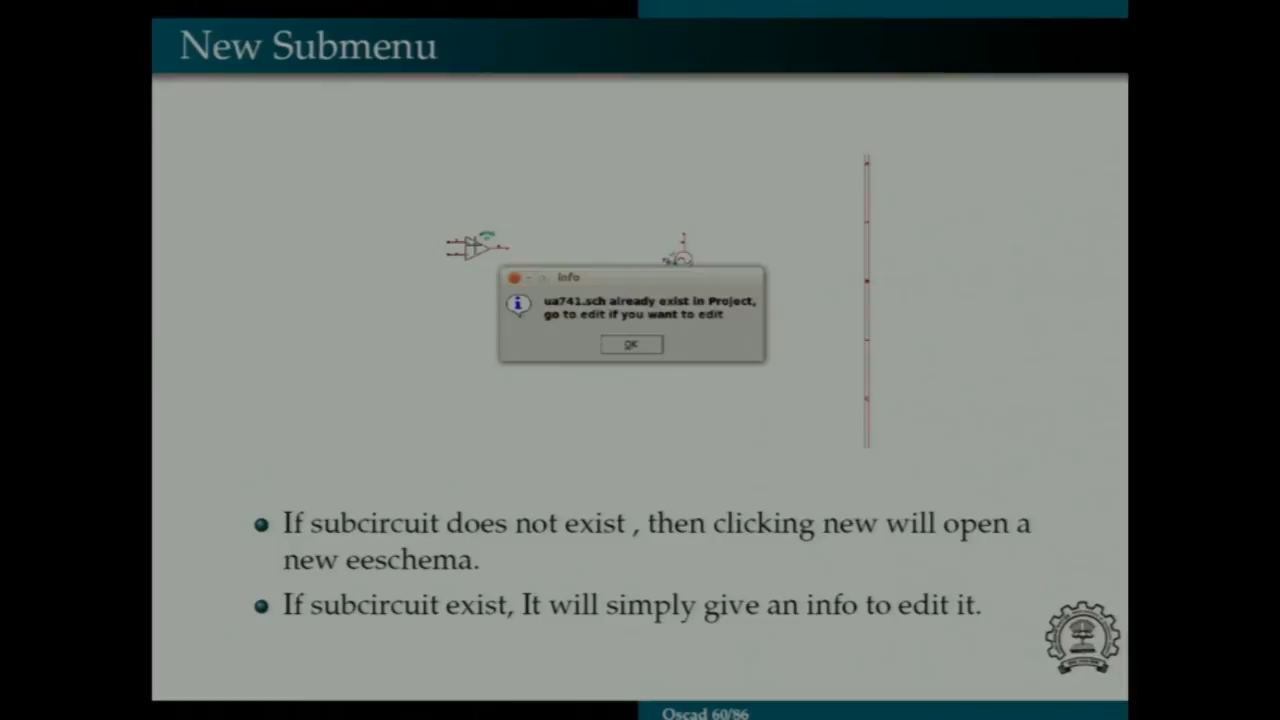 New Submenu
Info
ua741.sch already exist in Project,
go to edit if you want to edit
OK
If subcircuit does not exist , then clicking new will open a
new eeschema.
If subcircuit exist, It will simply give an info to edit it.
Oscad 60/86